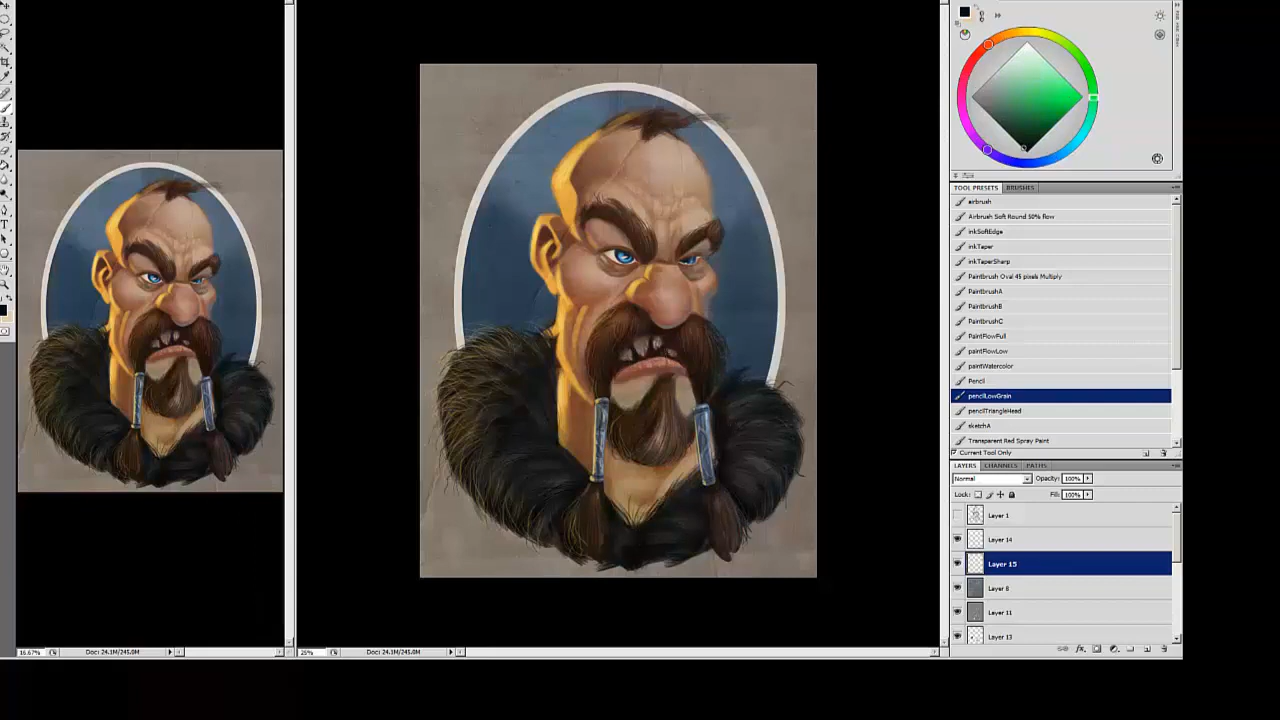 TOOL PRESETS BRUSHES
airbrush
Airbrush Soft Round 50% flow
inkSoftEdge
inkTaper
inkTaperSharp
Paintbrush Oval 45 pixels Multiply
PaintbrushA
PaintbrushB
PaintbrushC
PaintFlowFull
paintFlowLow
paintWatercolor
Pencil
pencilLowGrain
pencilTriangleHead
sketchA
Transparent Red Spray Paint
Current Tool Only
LAYERS CHANNELS PATHS
Normal Opacity: 100%
Lock: Fill: 100%
Layer 1
Layer 14
Layer 15
Layer 8
Layer 11
Layer 13
16.67% Doc: 24.1M/245.0M
25% Doc: 24.1M/245.0M